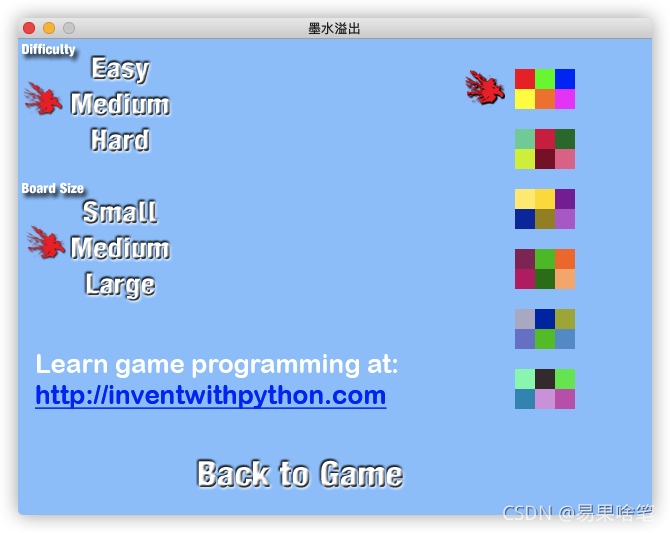 墨水溢出
Difficulty
Easy
Medium
Hard
Board Size
Small
Medium
Large
Learn game programming at:
http://inventwithpython.com
Back to Game
CSDN @易果啥笔